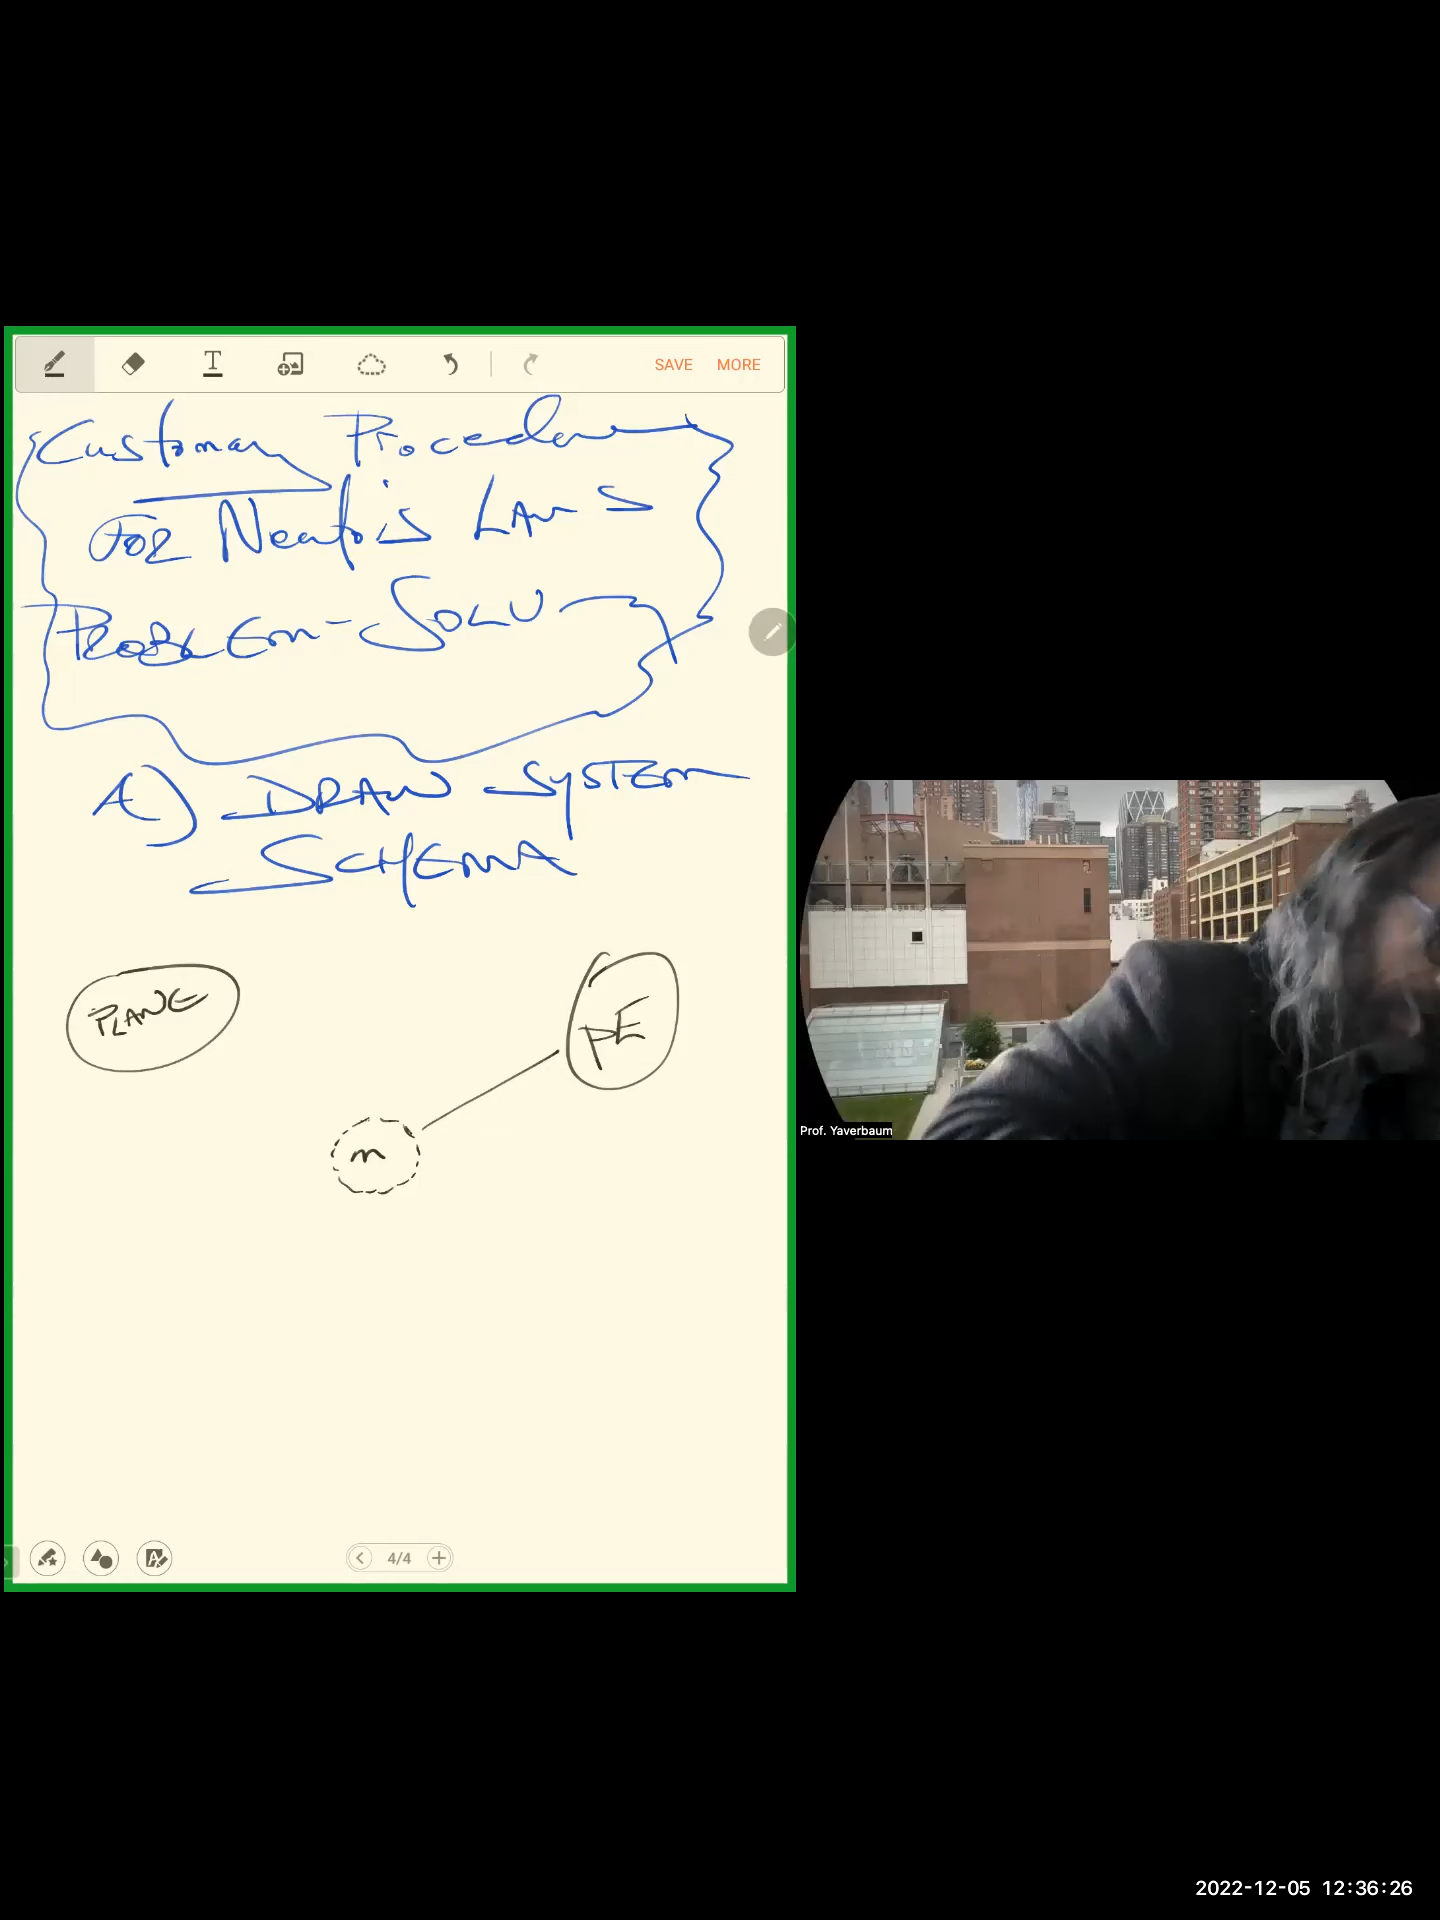 SAVE MORE
Customary Procedure
FOR Newton's LAWS
PROBLEM-SOLV
A) DRAW SYSTEM
SCHEMA
PLANE
PE
m
Prof. Yaverbaum
4/4
2022-12-05 12:36:26